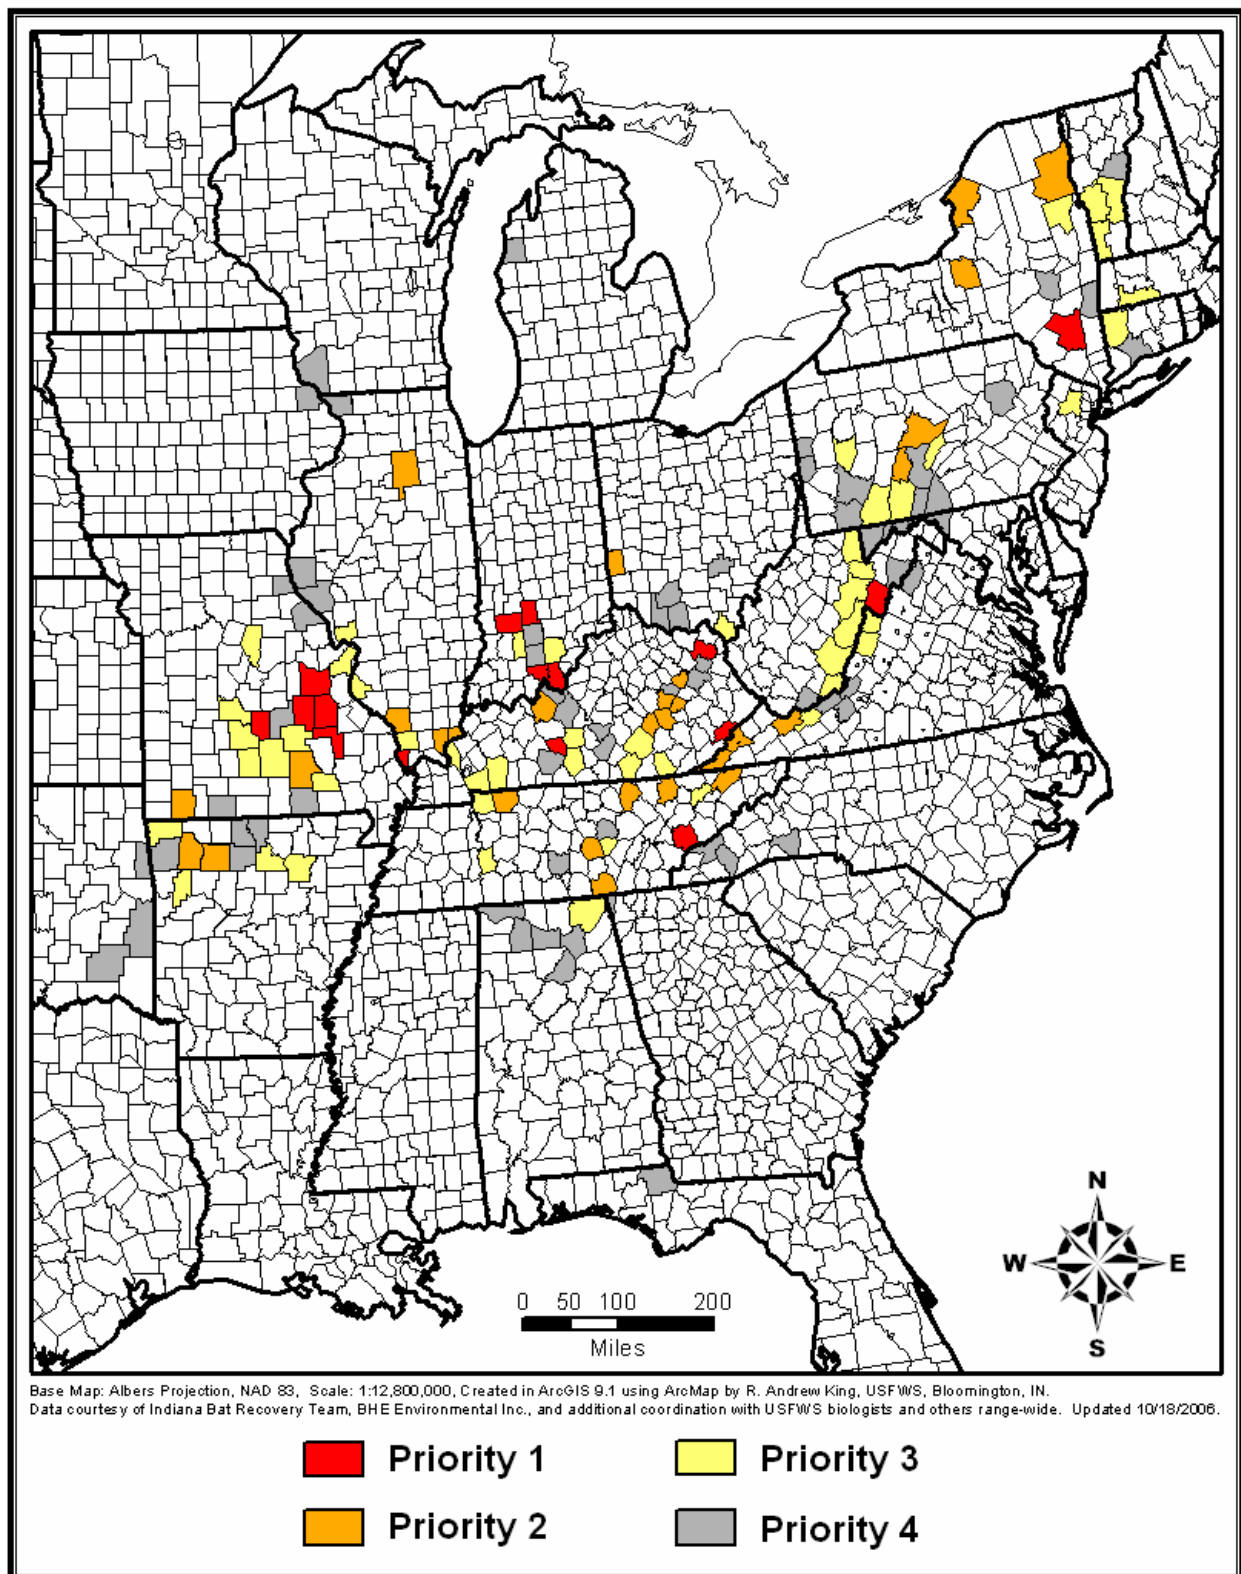 N
W E
S
0 50 100 200
Miles
Base Map: Albers Projection, NAD 83, Scale: 1:12,800,000, Created in ArcGIS 9.1 using ArcMap by R. Andrew King, USFWS, Bloomington, IN.
Data courtesy of Indiana Bat Recovery Team, BHE Environmental Inc., and additional coordination with USFWS biologists and others range-wide. Updated 10/18/2006.
Priority 1 Priority 3
Priority 2 Priority 4